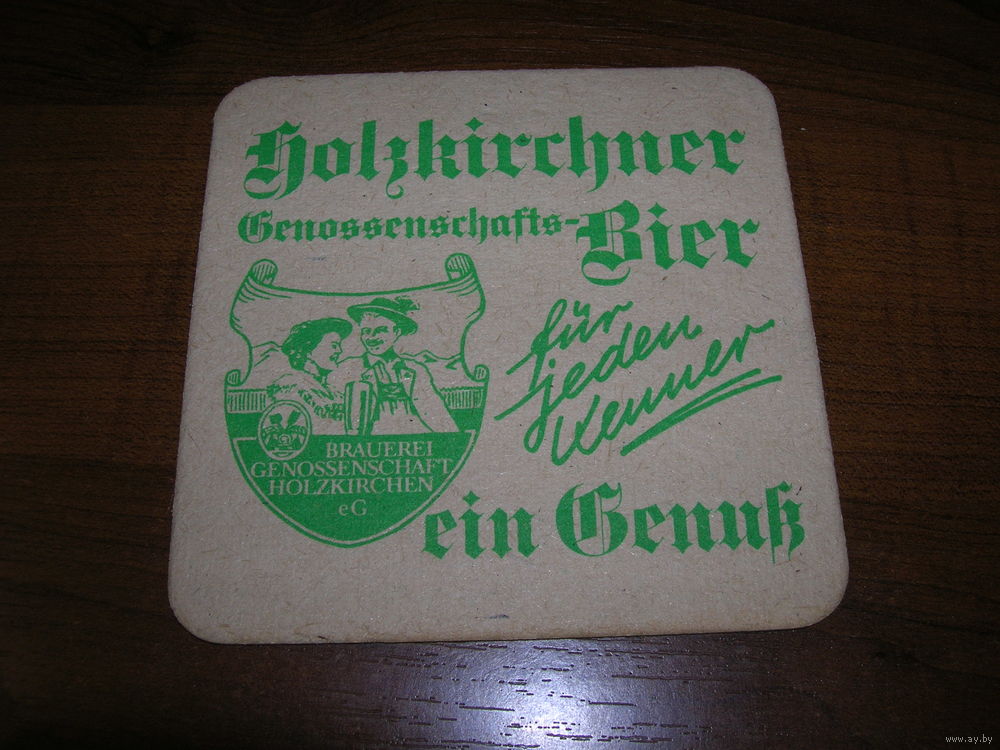 Holzkirchner
Genossenschafts-Bier
für
jeden
Kenner
BRAUEREI
GENOSSENSCHAFT
HOLZKIRCHEN
eG
ein Genuß
www.ay.by